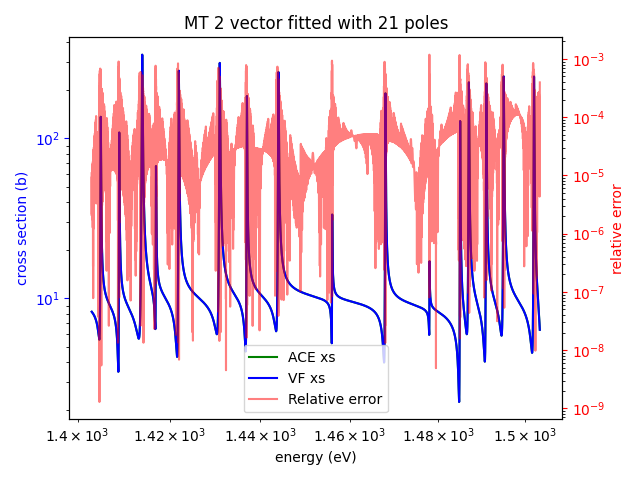 MT 2 vector fitted with 21 poles
10²
10¹
cross section (b)
10⁻³
10⁻⁴
10⁻⁵
10⁻⁶
10⁻⁷
10⁻⁸
10⁻⁹
relative error
ACE xs
VF xs
Relative error
1.4 × 10³ 1.42 × 10³ 1.44 × 10³ 1.46 × 10³ 1.48 × 10³ 1.5 × 10³
energy (eV)